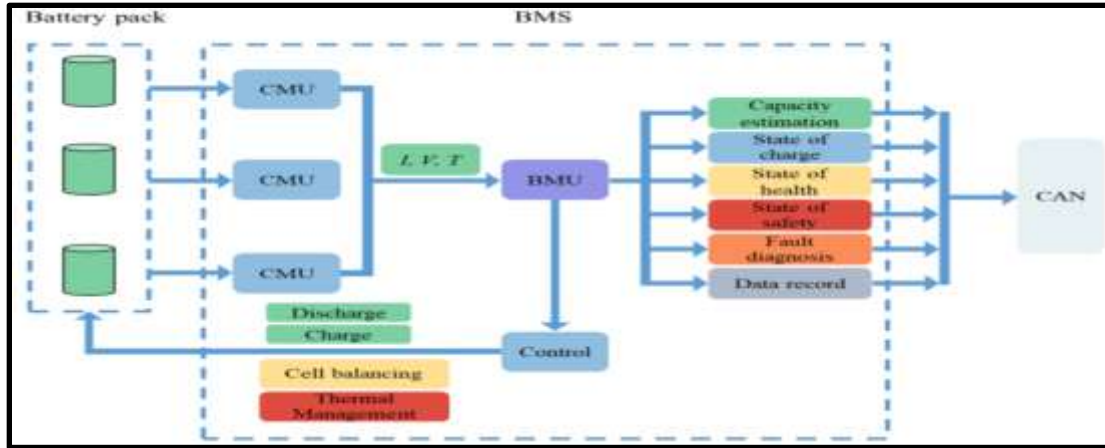 Battery pack
BMS
CMU
CMU
CMU
I, V, T
BMU
Capacity
estimation
State of
charge
State of
health
State of
safety
Fault
diagnosis
Data record
CAN
Discharge
Charge
Control
Cell balancing
Thermal
Management